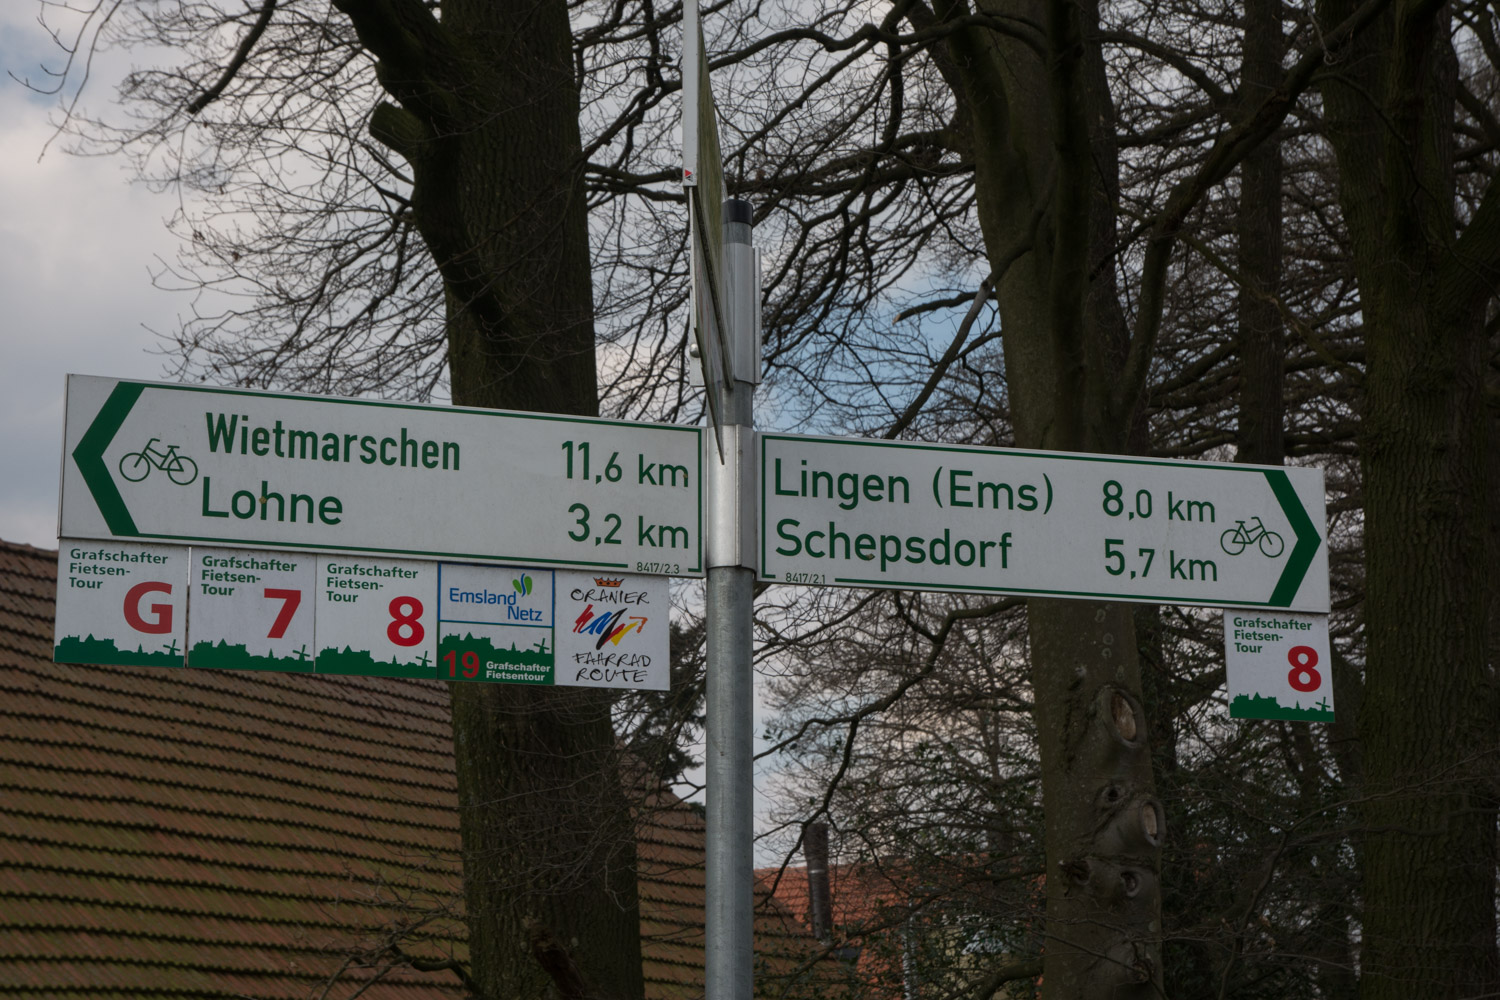 Wietmarschen 11,6 km
Lohne 3,2 km
8417/2.3
Grafschafter
Fietsen-
Tour
G
Grafschafter
Fietsen-
Tour
7
Grafschafter
Fietsen-
Tour
8
Emsland
Netz
19 Grafschafter
Fietsentour
ORANIER
FAHRRAD
ROUTE
Lingen (Ems) 8,0 km
Schepsdorf 5,7 km
8417/2.1
Grafschafter
Fietsen-
Tour
8